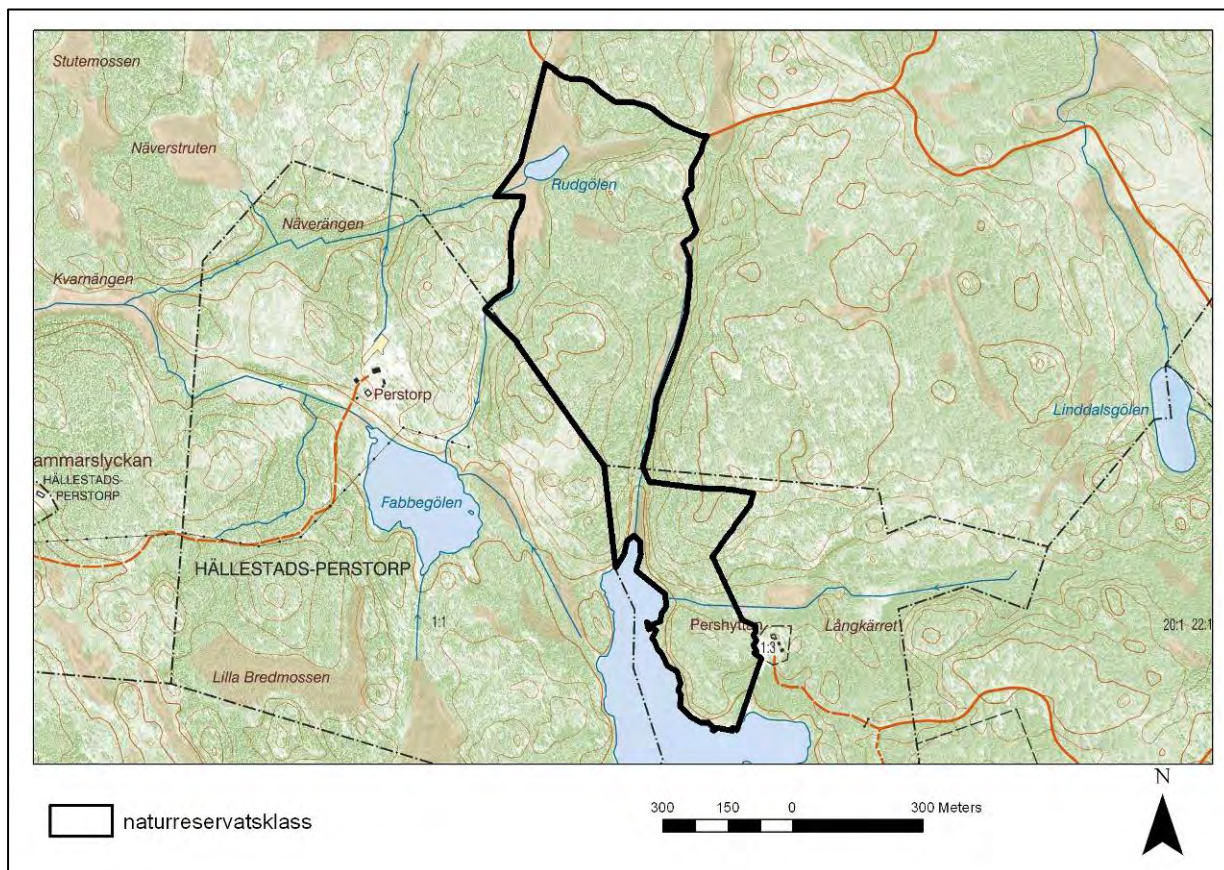 Stutemossen
Näverstruten
Rudgölen
Näverängen
Kvarnängen
Perstorp
Linddalsgölen
ammarslyckan
HÄLLESTADS-
PERSTORP
Fabbegölen
HÄLLESTADS-PERSTORP
1:1
Pershyttan
Långkärret
20:1 22:1
1:3
Lilla Bredmossen
N
naturreservatsklass
300 150 0 300 Meters